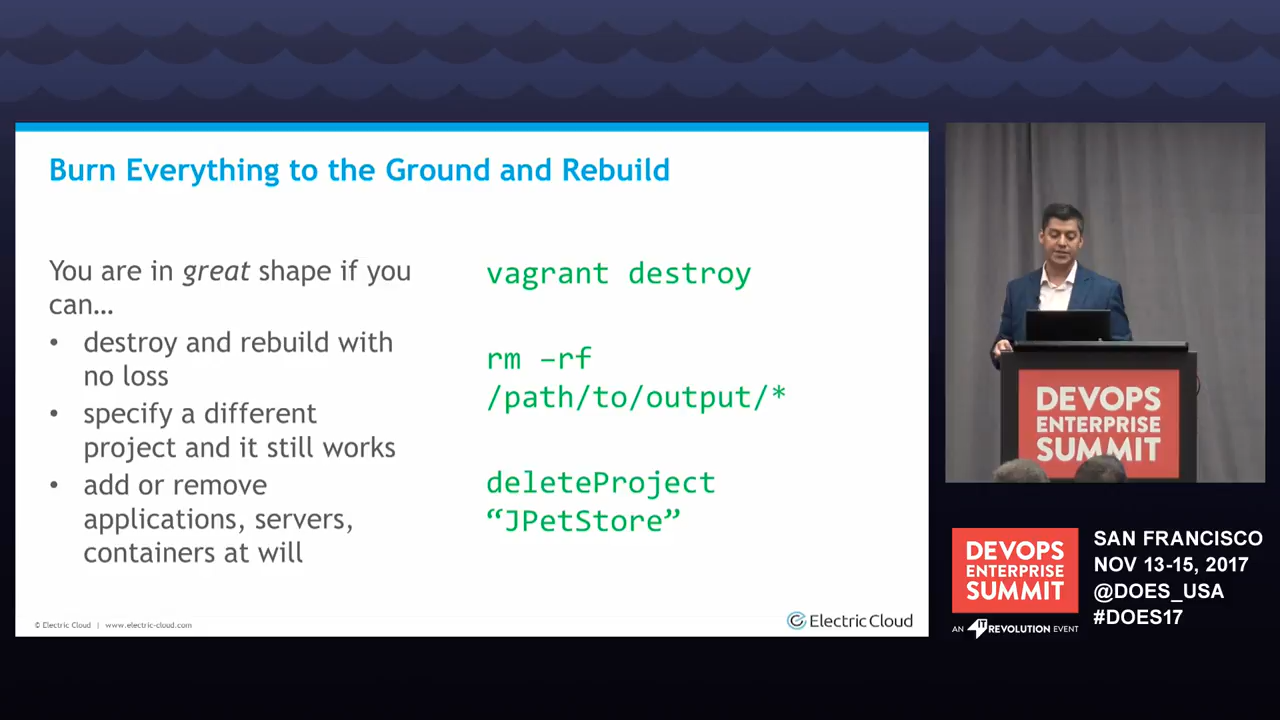 Burn Everything to the Ground and Rebuild
You are in great shape if you
can…
• destroy and rebuild with
no loss
• specify a different
project and it still works
• add or remove
applications, servers,
containers at will
vagrant destroy
rm –rf
/path/to/output/*
deleteProject
“JPetStore”
© Electric Cloud | www.electric-cloud.com
Electric Cloud
DEVOPS
ENTERPRISE
SUMMIT
DEVOPS
ENTERPRISE
SUMMIT
AN IT REVOLUTION EVENT
SAN FRANCISCO
NOV 13-15, 2017
@DOES_USA
#DOES17